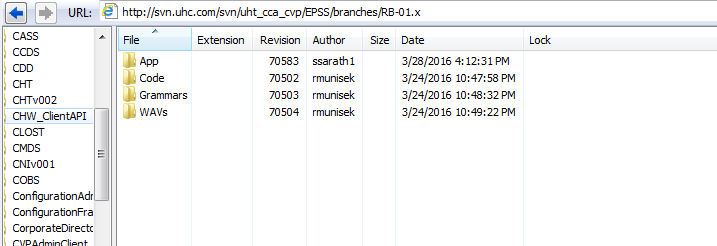 URL: http://svn.uhc.com/svn/uht_cca_cvp/EPSS/branches/RB-01.x
CASS
CCDS
CDD
CHT
CHTv002
CHW_ClientAPI
CLOST
CMDS
CNIv001
COBS
ConfigurationAdr
ConfigurationFra
CorporateDirecto
CVPAdminClient
File Extension Revision Author Size Date Lock
App 70583 ssarath1 3/28/2016 4:12:31 PM
Code 70502 rmunisek 3/24/2016 10:47:58 PM
Grammars 70503 rmunisek 3/24/2016 10:48:32 PM
WAVs 70504 rmunisek 3/24/2016 10:49:22 PM